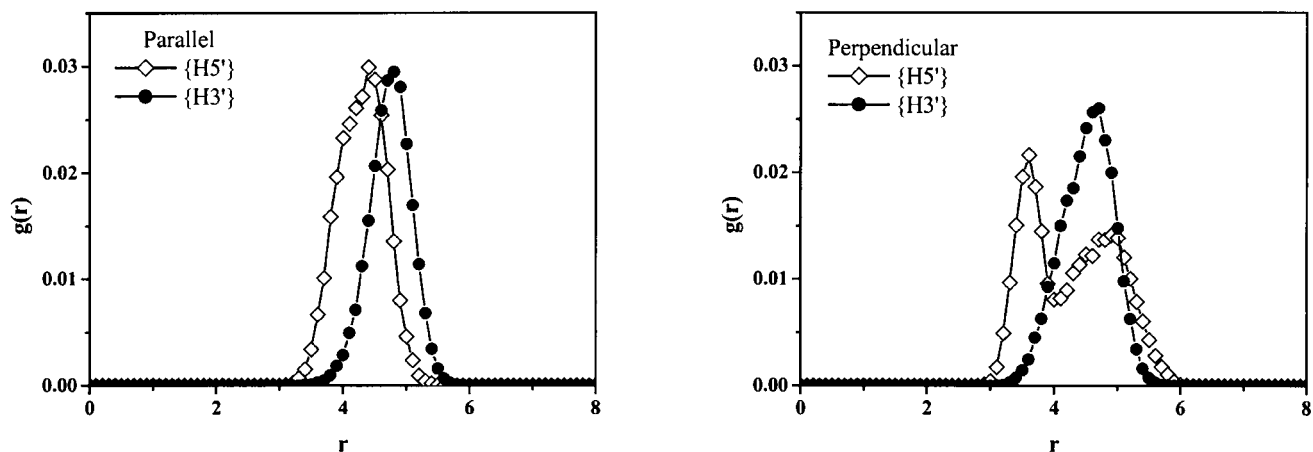 Parallel
{H5'}
{H3'}
g(r)
0.03
0.02
0.01
0.00
0 2 4 6 8
r
Perpendicular
{H5'}
{H3'}
g(r)
0.03
0.02
0.01
0.00
0 2 4 6 8
r